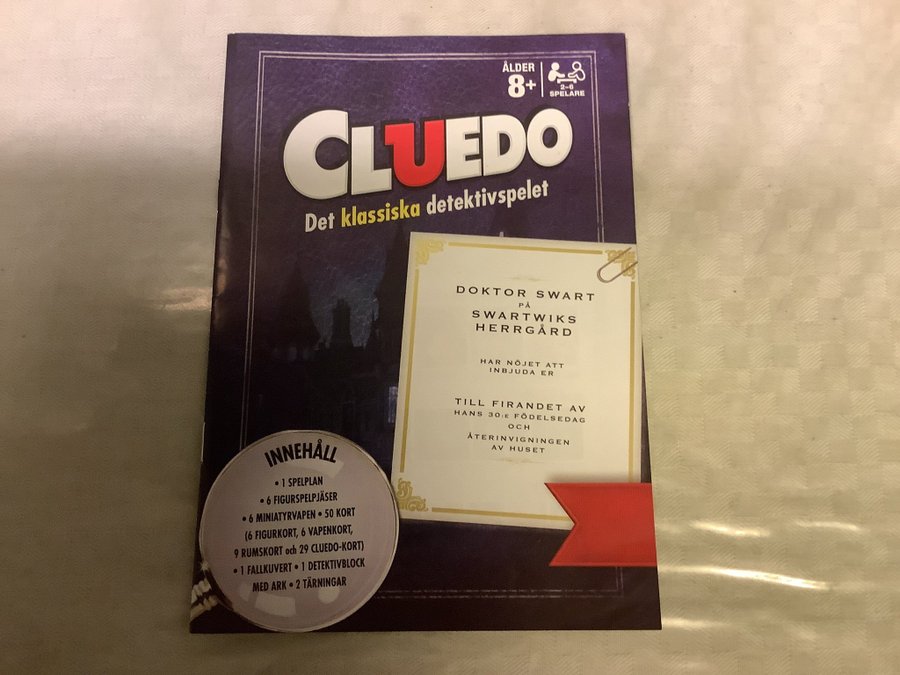 ÅLDER
8+
2-6
SPELARE
CLUEDO
Det klassiska detektivspelet
DOKTOR SWART
PÅ
SWARTWIKS
HERRGÅRD
HAR NÖJET ATT
INBJUDA ER
TILL FIRANDET AV
HANS 30:E FÖDELSEDAG
OCH
ÅTERINVIGNINGEN
AV HUSET
INNEHÅLL
• 1 SPELPLAN
• 6 FIGURSPELPJÄSER
• 6 MINIATYRVAPEN • 50 KORT
(6 FIGURKORT, 6 VAPENKORT,
9 RUMSKORT och 29 CLUEDO-KORT)
• 1 FALLKUVERT • 1 DETEKTIVBLOCK
MED ARK • 2 TÄRNINGAR